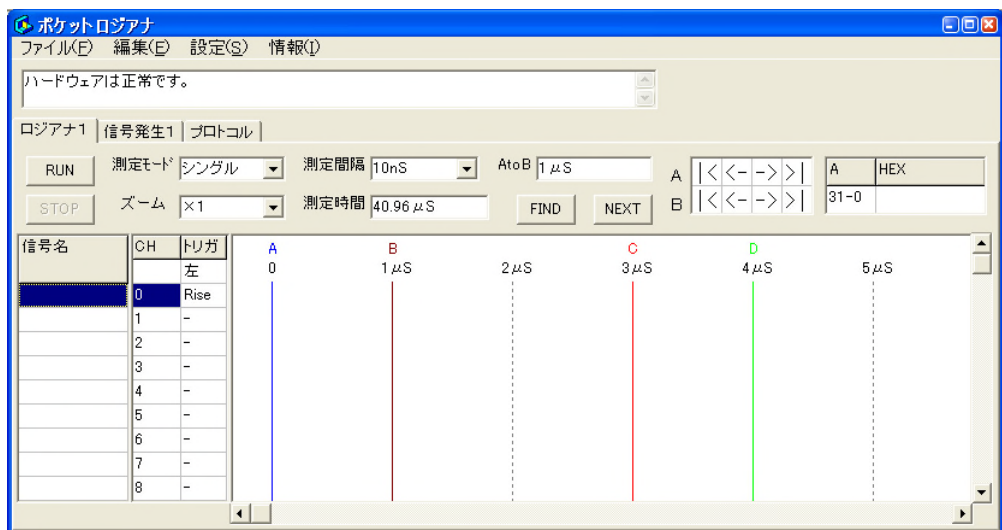 ポケットロジアナ
ファイル(F) 編集(E) 設定(S) 情報(I)
ハードウェアは正常です。
ロジアナ1 信号発生1 プロトコル
RUN 測定モード シングル 測定間隔 10nS AtoB 1μS A |< <- -> >| A HEX
STOP ズーム ×1 測定時間 40.96μS FIND NEXT B |< <- -> >| 31-0
信号名 CH トリガ A B C D
左 0 1μS 2μS 3μS 4μS 5μS
0 Rise
1 -
2 -
3 -
4 -
5 -
6 -
7 -
8 -